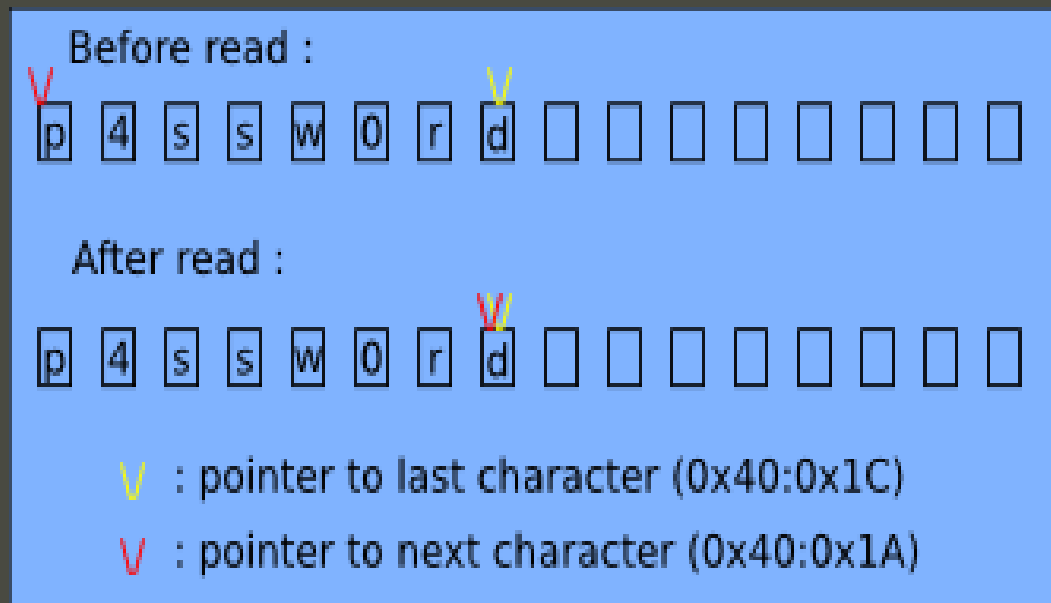 Before read :
p 4 s s w 0 r d
After read :
p 4 s s w 0 r d
V : pointer to last character (0x40:0x1C)
V : pointer to next character (0x40:0x1A)